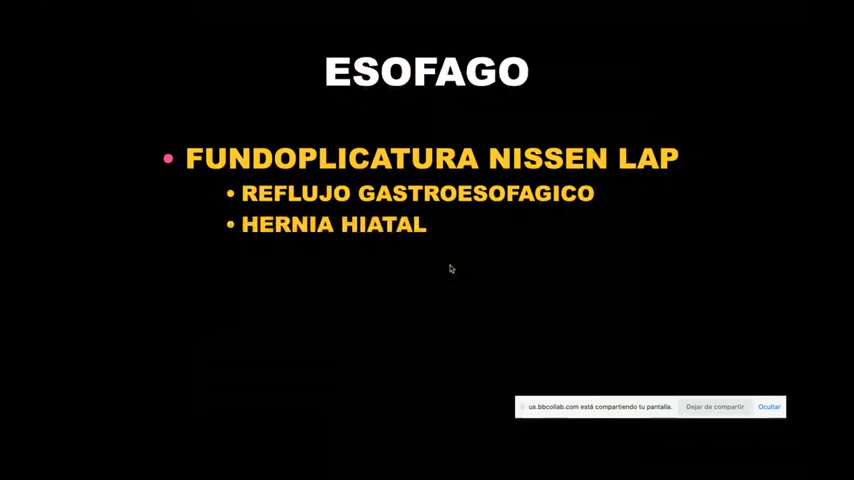 ESOFAGO
• FUNDOPLICATURA NISSEN LAP
• REFLUJO GASTROESOFAGICO
• HERNIA HIATAL
us.bbcollab.com está compartiendo tu pantalla. Dejar de compartir Ocultar